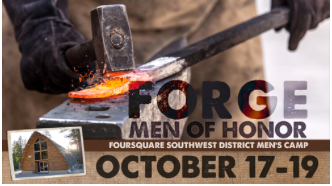 FORGE
MEN OF HONOR
FOURSQUARE SOUTHWEST DISTRICT MEN'S CAMP
OCTOBER 17-19